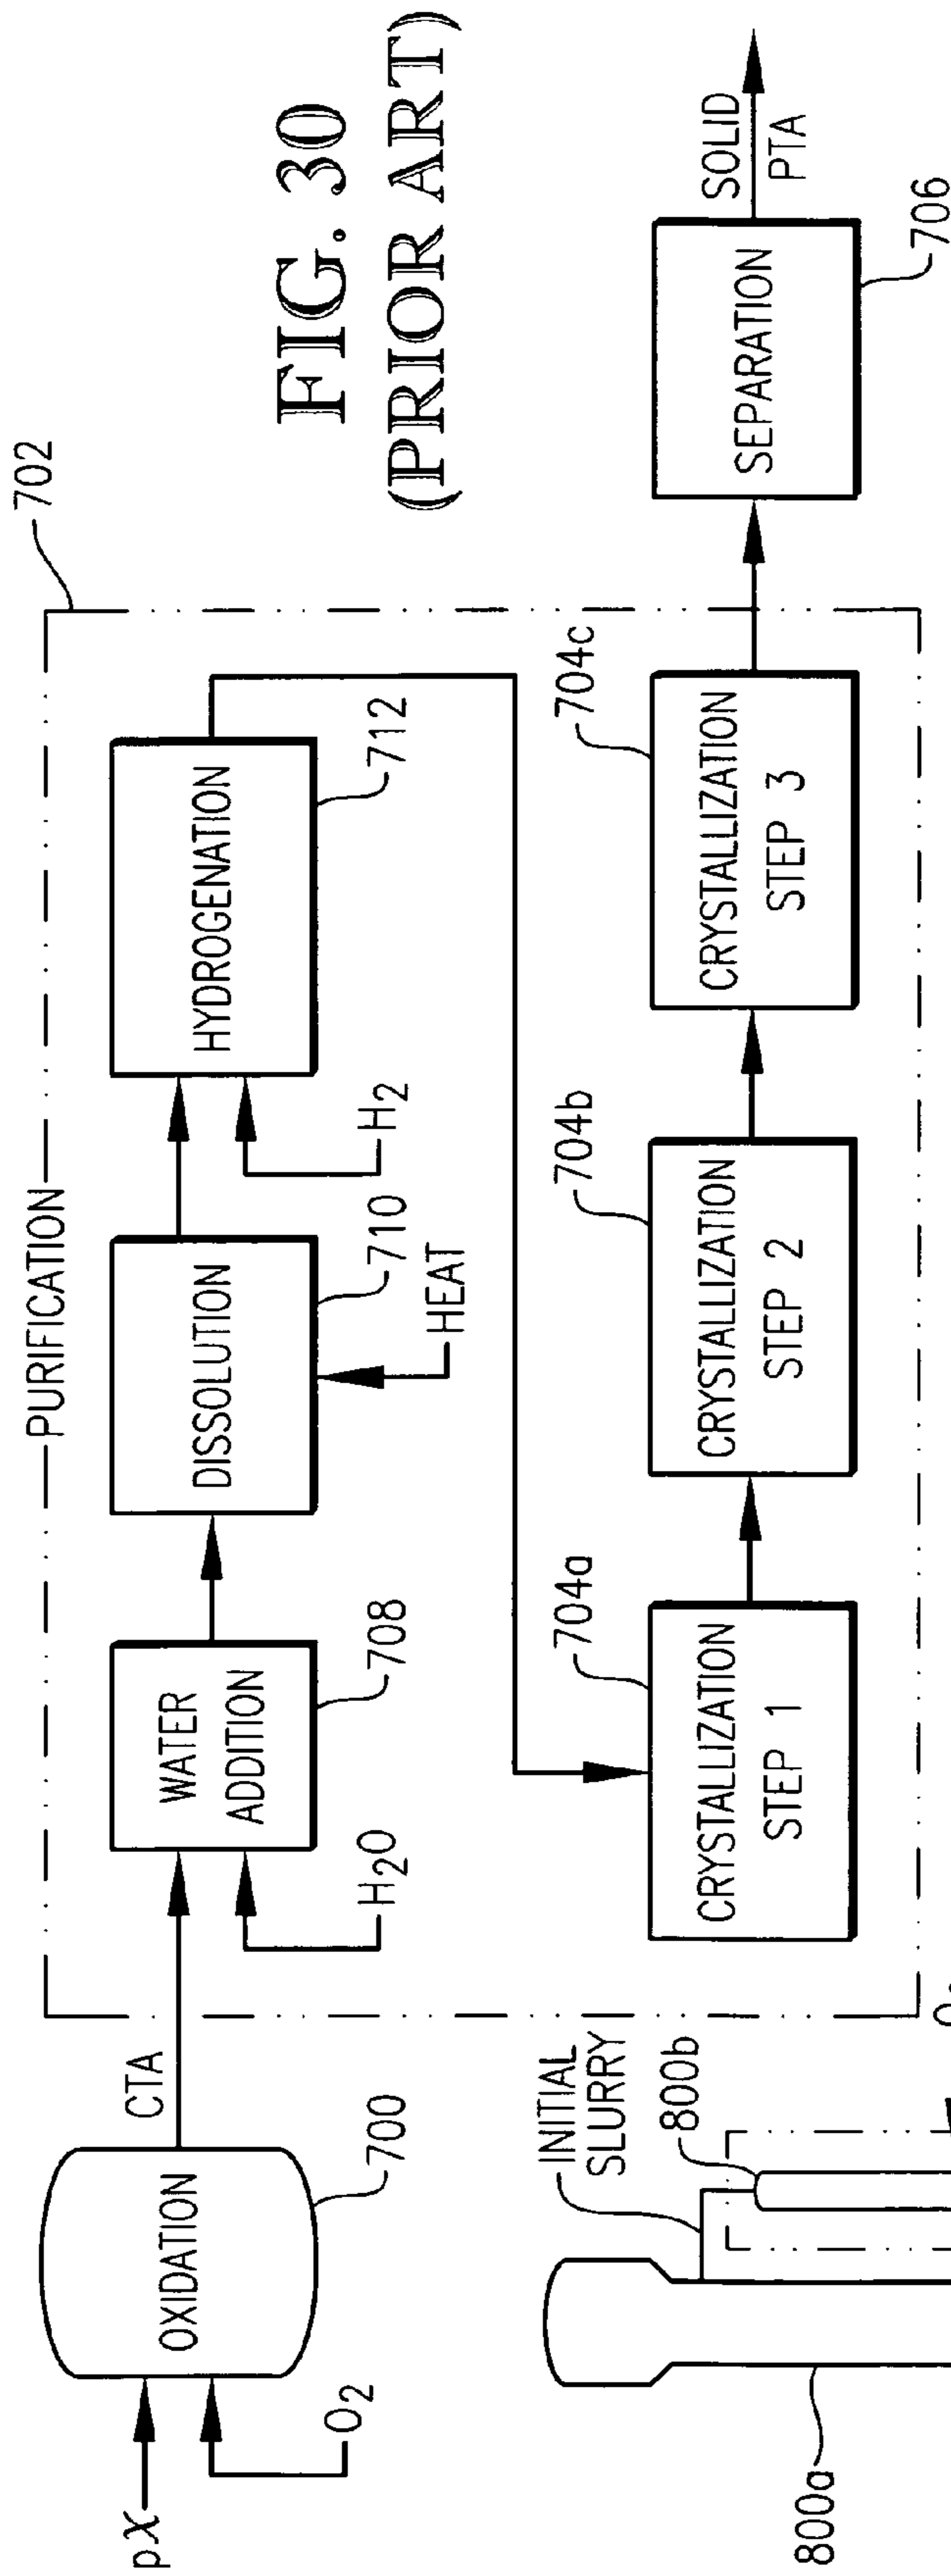 FIG. 30
(PRIOR ART)
702
PURIFICATION
pX
O2
OXIDATION
700
CTA
H2O
WATER
ADDITION
708
DISSOLUTION
710
HEAT
H2
HYDROGENATION
712
704a
CRYSTALLIZATION
STEP 1
704b
CRYSTALLIZATION
STEP 2
704c
CRYSTALLIZATION
STEP 3
SEPARATION
706
SOLID
PTA
INITIAL
SLURRY
800b
800a